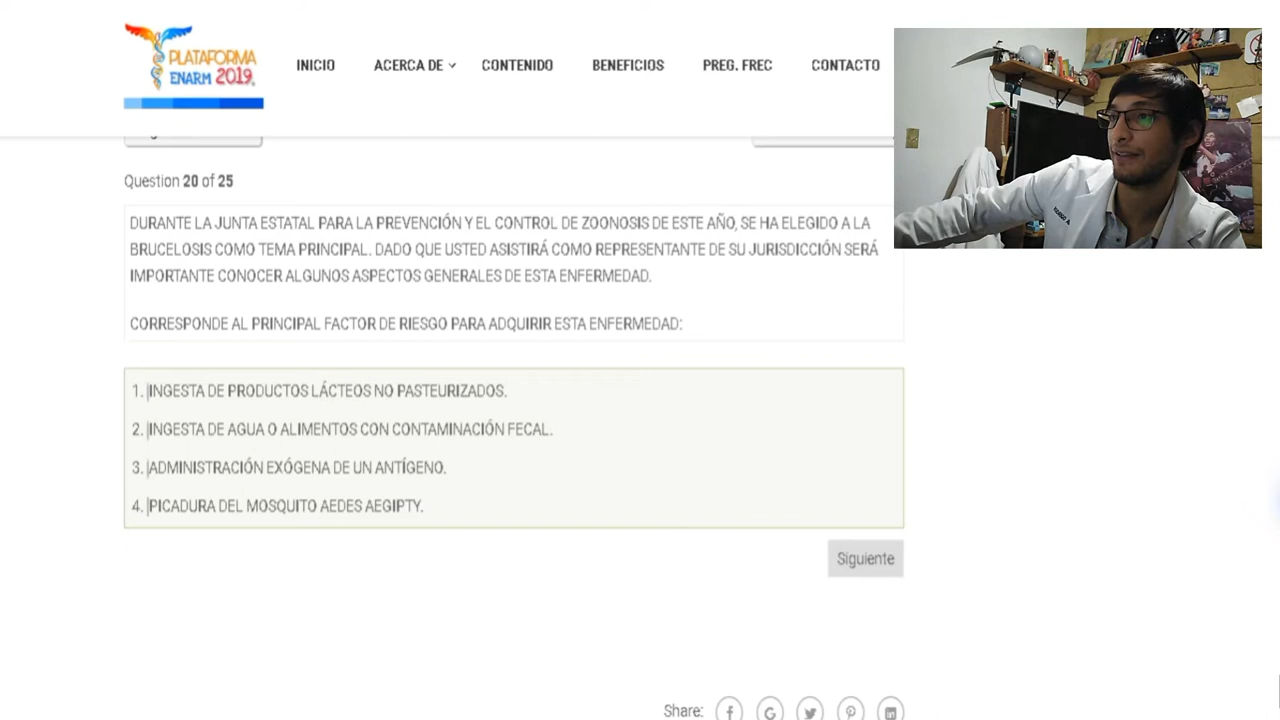 PLATAFORMA
ENARM 2019
INICIO
ACERCA DE
CONTENIDO
BENEFICIOS
PREG. FREC
CONTACTO
Question 20 of 25
DURANTE LA JUNTA ESTATAL PARA LA PREVENCIÓN Y EL CONTROL DE ZOONOSIS DE ESTE AÑO, SE HA ELEGIDO A LA
BRUCELOSIS COMO TEMA PRINCIPAL. DADO QUE USTED ASISTIRÁ COMO REPRESENTANTE DE SU JURISDICCIÓN SERÁ
IMPORTANTE CONOCER ALGUNOS ASPECTOS GENERALES DE ESTA ENFERMEDAD.
CORRESPONDE AL PRINCIPAL FACTOR DE RIESGO PARA ADQUIRIR ESTA ENFERMEDAD:
1. INGESTA DE PRODUCTOS LÁCTEOS NO PASTEURIZADOS.
2. INGESTA DE AGUA O ALIMENTOS CON CONTAMINACIÓN FECAL.
3. ADMINISTRACIÓN EXÓGENA DE UN ANTÍGENO.
4. PICADURA DEL MOSQUITO AEDES AEGIPTY.
Siguiente
Share: